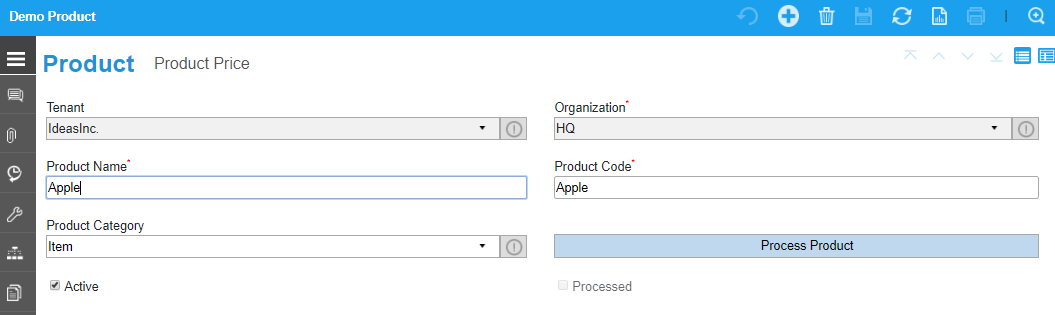 Demo Product
Product Product Price
Tenant Organization*
IdeasInc. HQ
Product Name* Product Code*
Apple Apple
Product Category
Item Process Product
Active Processed